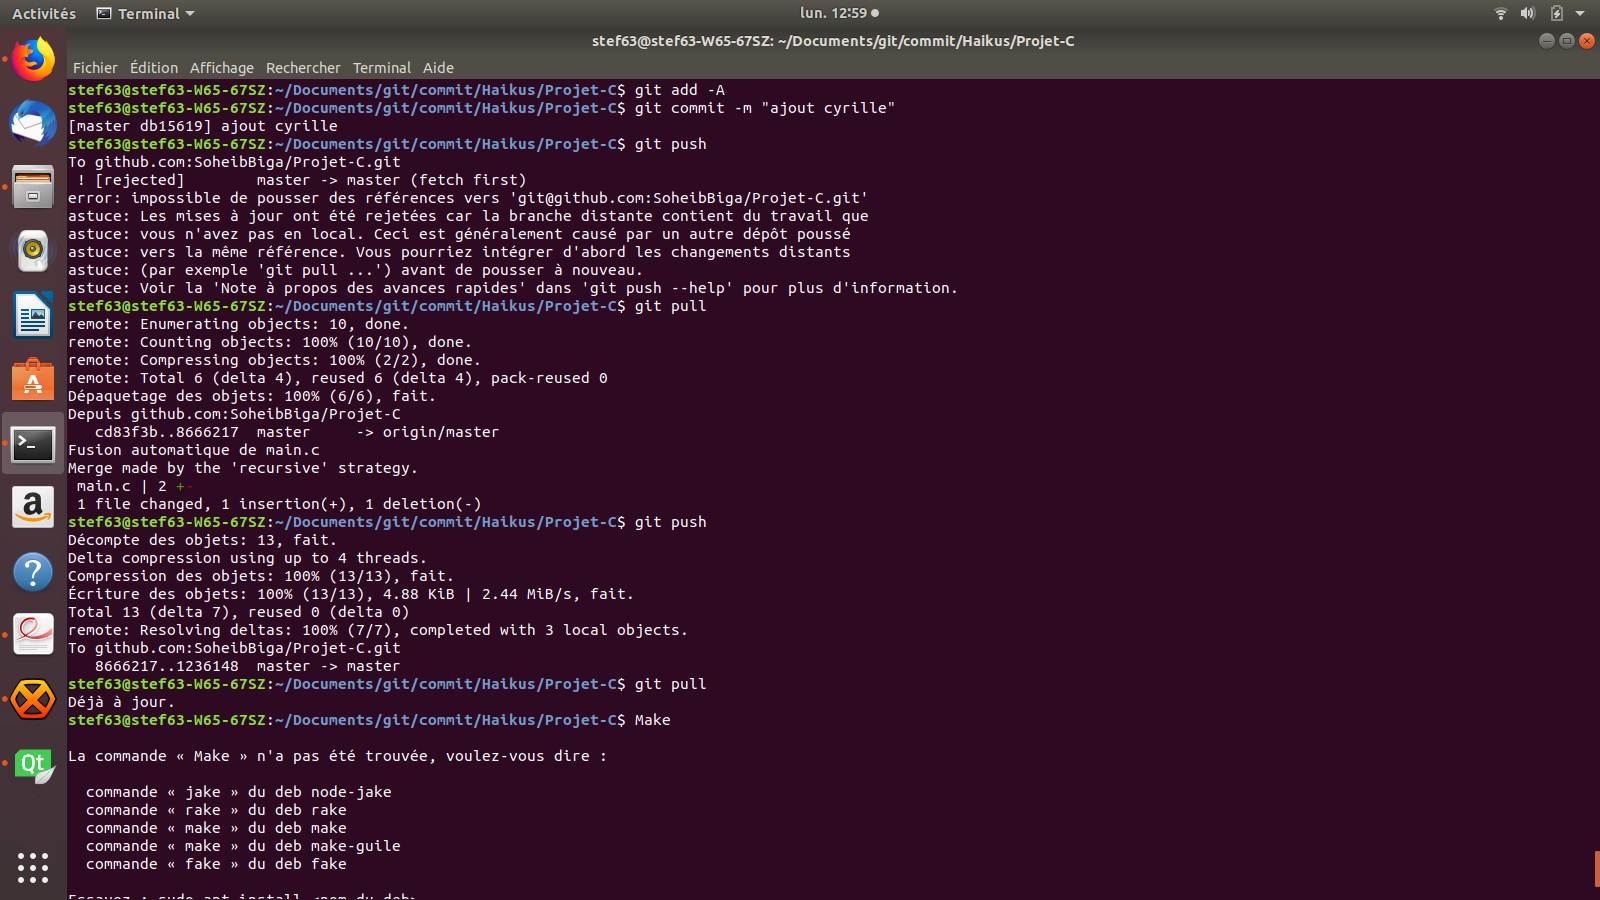 Activités Terminal lun. 12:59
stef63@stef63-W65-67SZ: ~/Documents/git/commit/Haikus/Projet-C
Fichier Édition Affichage Rechercher Terminal Aide
stef63@stef63-W65-67SZ:~/Documents/git/commit/Haikus/Projet-C$ git add -A
stef63@stef63-W65-67SZ:~/Documents/git/commit/Haikus/Projet-C$ git commit -m "ajout cyrille"
[master db15619] ajout cyrille
stef63@stef63-W65-67SZ:~/Documents/git/commit/Haikus/Projet-C$ git push
To github.com:SoheibBiga/Projet-C.git
 ! [rejected]        master -> master (fetch first)
error: impossible de pousser des références vers 'git@github.com:SoheibBiga/Projet-C.git'
astuce: Les mises à jour ont été rejetées car la branche distante contient du travail que
astuce: vous n'avez pas en local. Ceci est généralement causé par un autre dépôt poussé
astuce: vers la même référence. Vous pourriez intégrer d'abord les changements distants
astuce: (par exemple 'git pull ...') avant de pousser à nouveau.
astuce: Voir la 'Note à propos des avances rapides' dans 'git push --help' pour plus d'information.
stef63@stef63-W65-67SZ:~/Documents/git/commit/Haikus/Projet-C$ git pull
remote: Enumerating objects: 10, done.
remote: Counting objects: 100% (10/10), done.
remote: Compressing objects: 100% (2/2), done.
remote: Total 6 (delta 4), reused 6 (delta 4), pack-reused 0
Dépaquetage des objets: 100% (6/6), fait.
Depuis github.com:SoheibBiga/Projet-C
   cd83f3b..8666217  master     -> origin/master
Fusion automatique de main.c
Merge made by the 'recursive' strategy.
 main.c | 2 +-
 1 file changed, 1 insertion(+), 1 deletion(-)
stef63@stef63-W65-67SZ:~/Documents/git/commit/Haikus/Projet-C$ git push
Décompte des objets: 13, fait.
Delta compression using up to 4 threads.
Compression des objets: 100% (13/13), fait.
Écriture des objets: 100% (13/13), 4.88 KiB | 2.44 MiB/s, fait.
Total 13 (delta 7), reused 0 (delta 0)
remote: Resolving deltas: 100% (7/7), completed with 3 local objects.
To github.com:SoheibBiga/Projet-C.git
   8666217..1236148  master -> master
stef63@stef63-W65-67SZ:~/Documents/git/commit/Haikus/Projet-C$ git pull
Déjà à jour.
stef63@stef63-W65-67SZ:~/Documents/git/commit/Haikus/Projet-C$ Make
La commande « Make » n'a pas été trouvée, voulez-vous dire :
  commande « jake » du deb node-jake
  commande « rake » du deb rake
  commande « make » du deb make
  commande « make » du deb make-guile
  commande « fake » du deb fake
Essayez : sudo apt install <nom du deb>
Qt